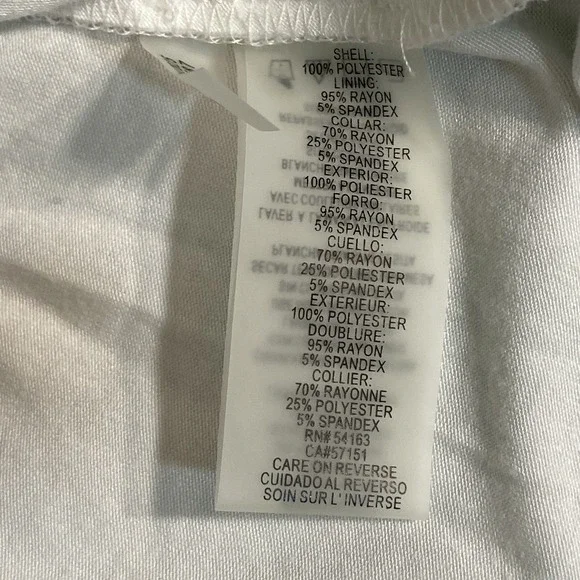 SHELL:
100% POLYESTER
LINING:
95% RAYON
5% SPANDEX
COLLAR:
70% RAYON
25% POLYESTER
5% SPANDEX
EXTERIOR:
100% POLIESTER
FORRO:
95% RAYON
5% SPANDEX
CUELLO:
70% RAYON
25% POLIESTER
5% SPANDEX
EXTERIEUR:
100% POLYESTER
DOUBLURE:
95% RAYON
5% SPANDEX
COLLIER:
70% RAYONNE
25% POLYESTER
5% SPANDEX
RN# 54163
CA#57151
CARE ON REVERSE
CUIDADO AL REVERSO
SOIN SUR L'INVERSE